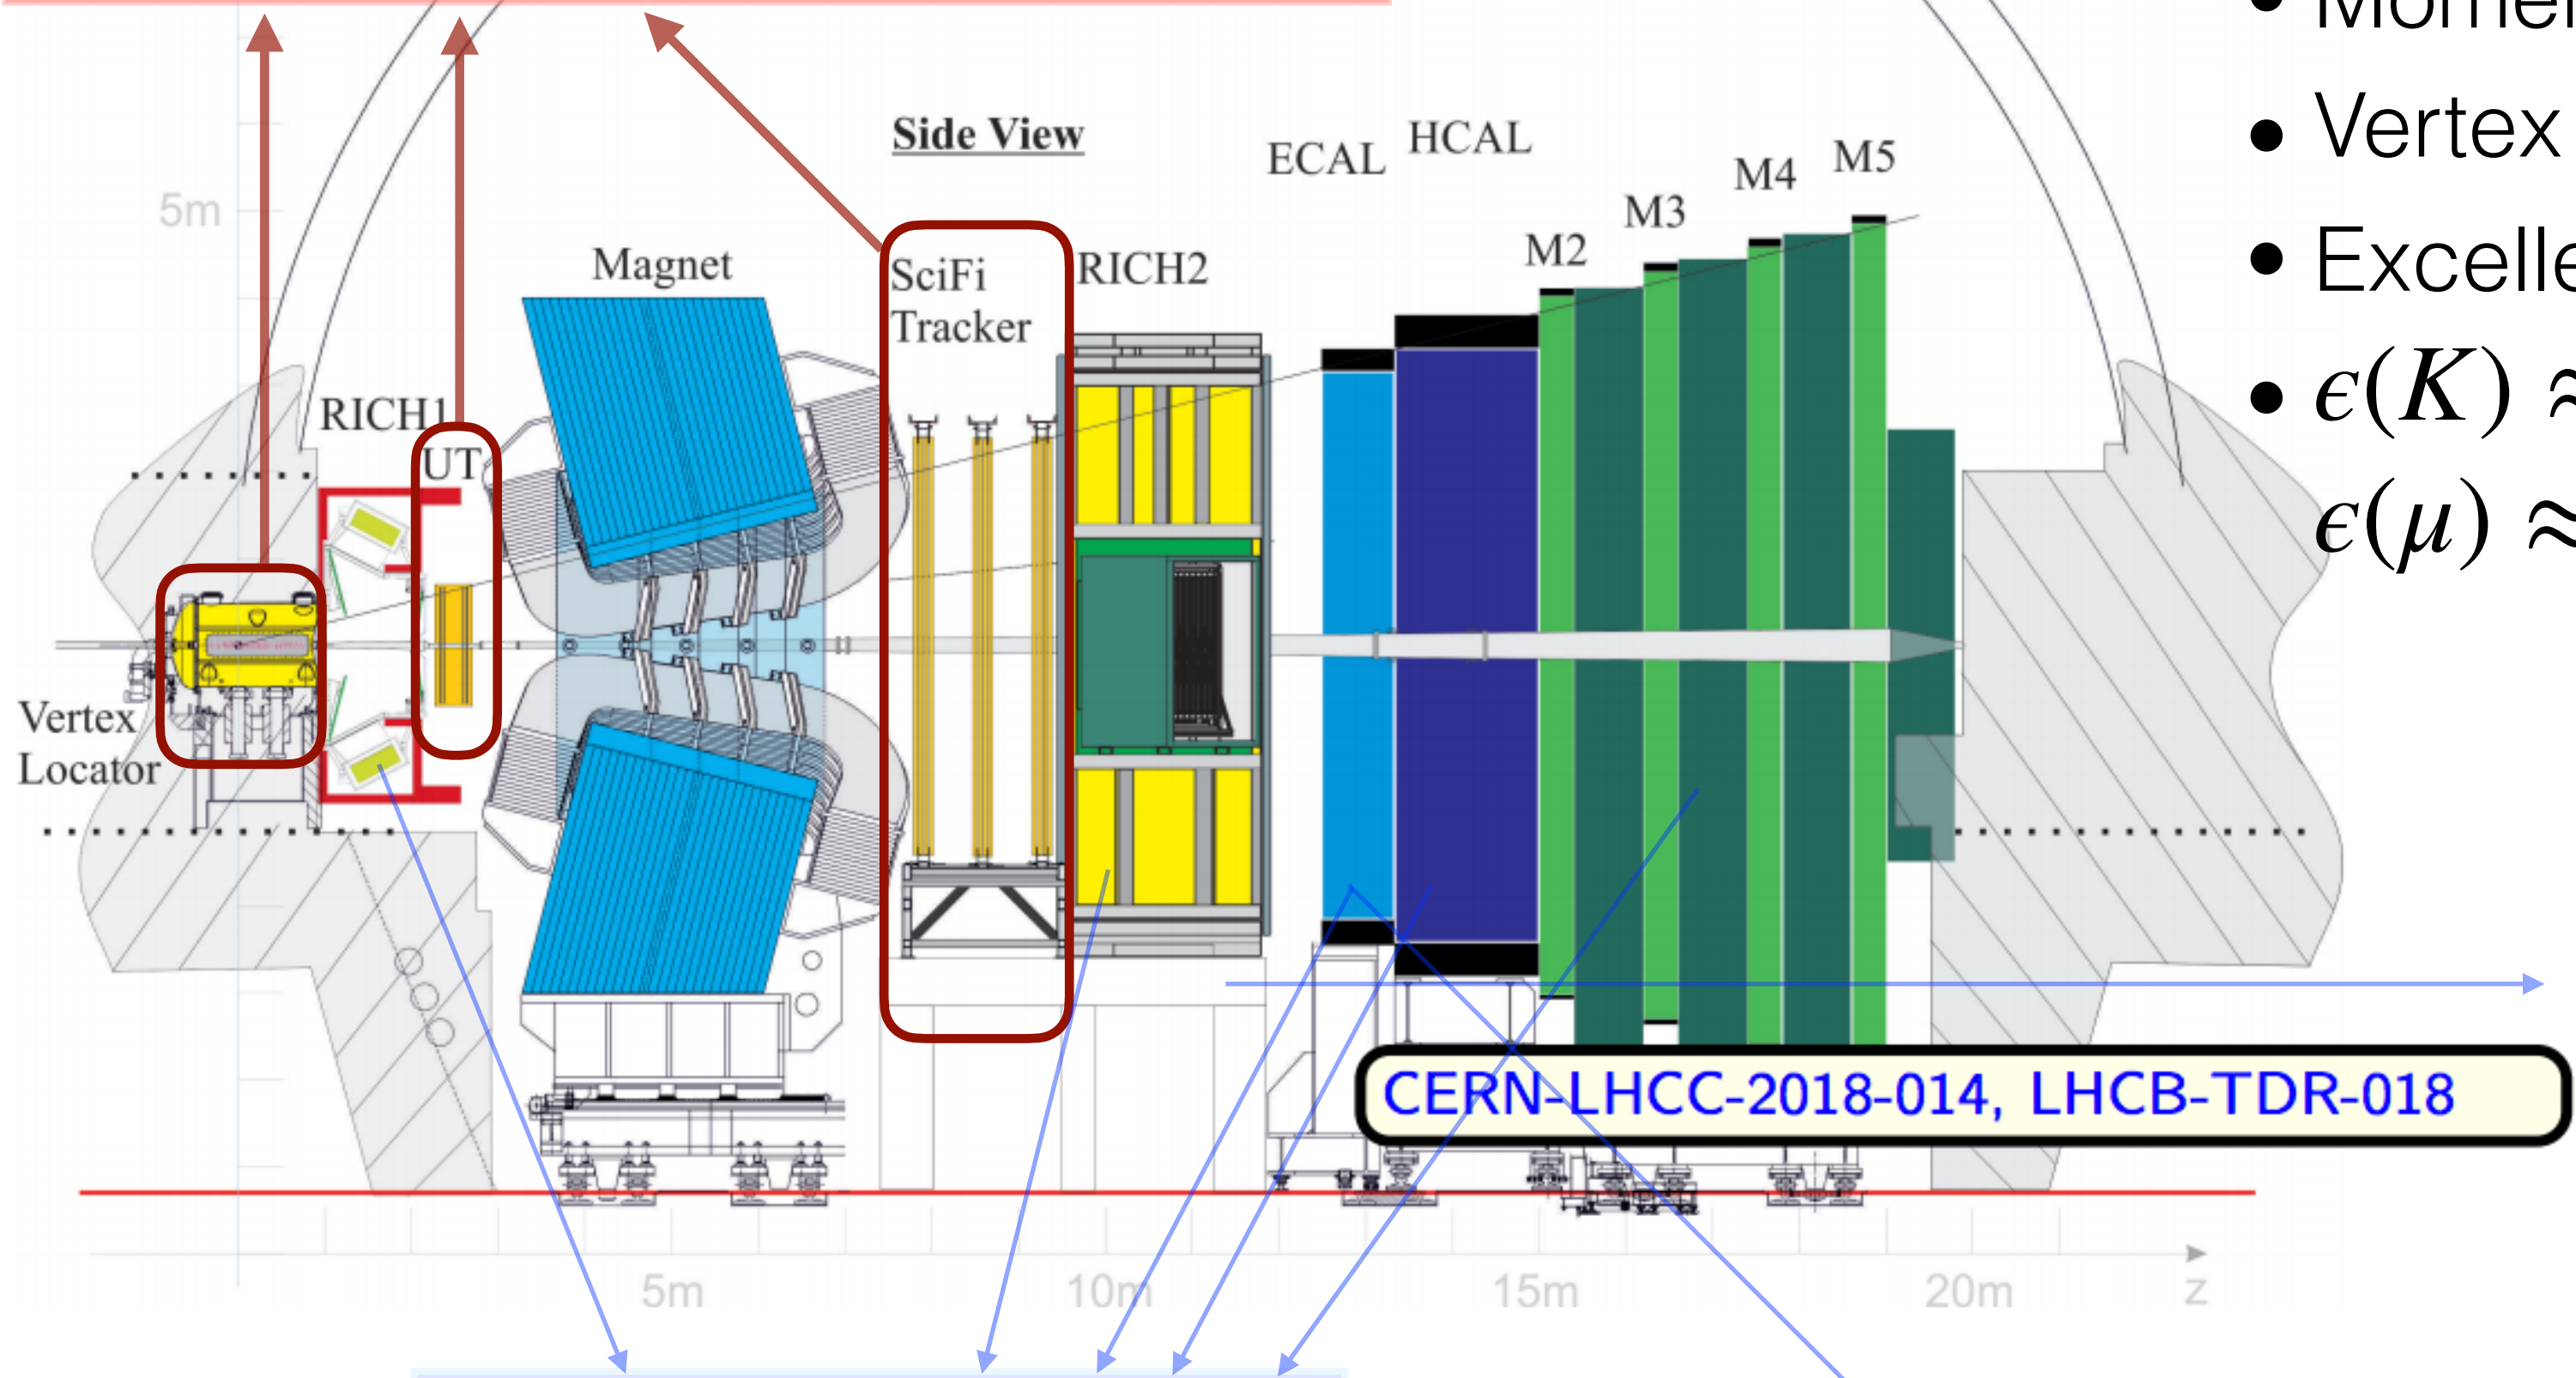 Side View
ECAL
HCAL
M2
M3
M4
M5
5m
Magnet
SciFi
Tracker
RICH2
RICH1
UT
Vertex
Locator
• Vertex
• ϵ(K) ≈
ϵ(μ) ≈
CERN-LHCC-2018-014, LHCB-TDR-018
5m
10m
15m
20m
z